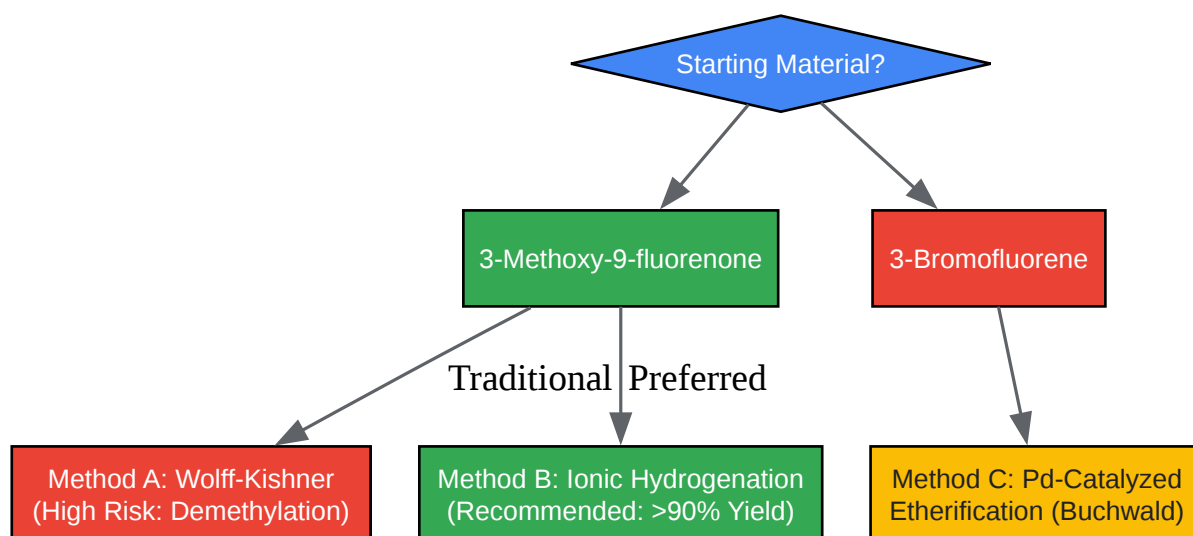 Starting Material?
3-Methoxy-9-fluorenone
3-Bromofluorene
Traditional
Preferred
Method A: Wolff-Kishner
(High Risk: Demethylation)
Method B: Ionic Hydrogenation
(Recommended: >90% Yield)
Method C: Pd-Catalyzed
Etherification (Buchwald)